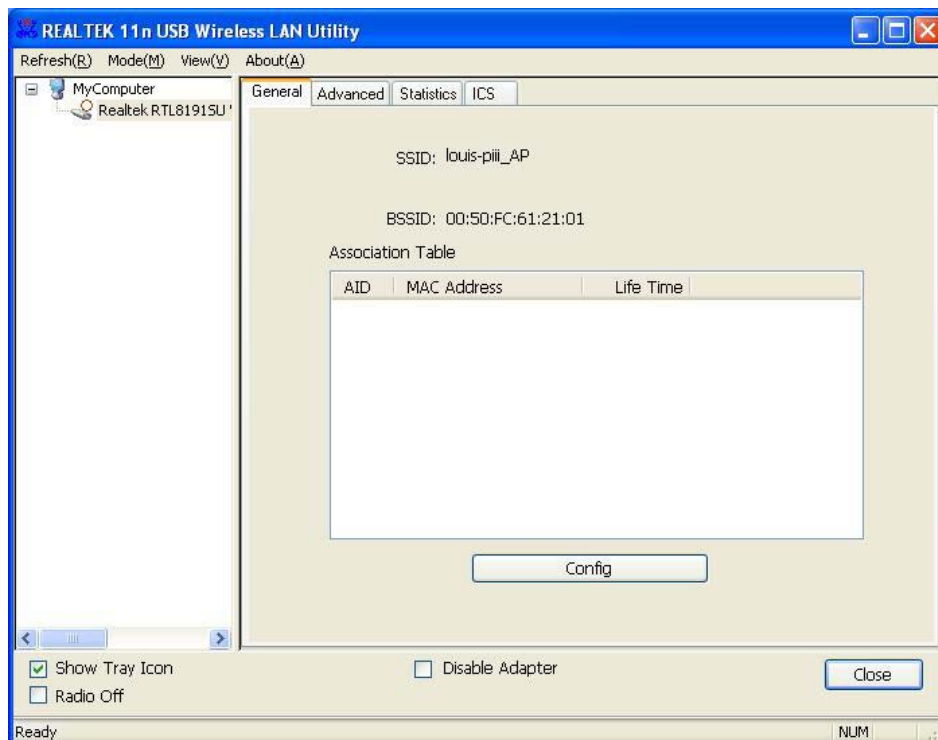 REALTEK 11n USB Wireless LAN Utility
Refresh(R) Mode(M) View(V) About(A)
MyComputer
Realtek RTL8191SU
General Advanced Statistics ICS
SSID: louis-piii_AP
BSSID: 00:50:FC:61:21:01
Association Table
AID MAC Address Life Time
Config
Show Tray Icon
Radio Off
Disable Adapter
Close
Ready
NUM